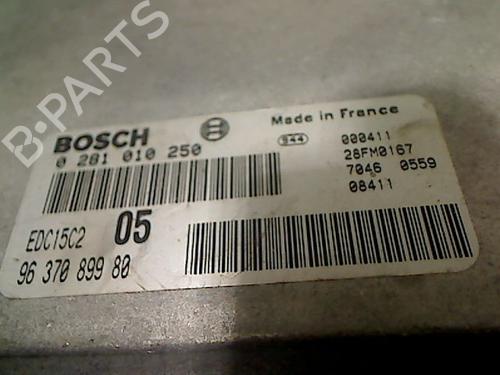 B-PARTS
BOSCH
Made in France
0 281 010 250
944
000411
28FM0167
7046 0559
08411
EDC15C2 05
96 370 899 80